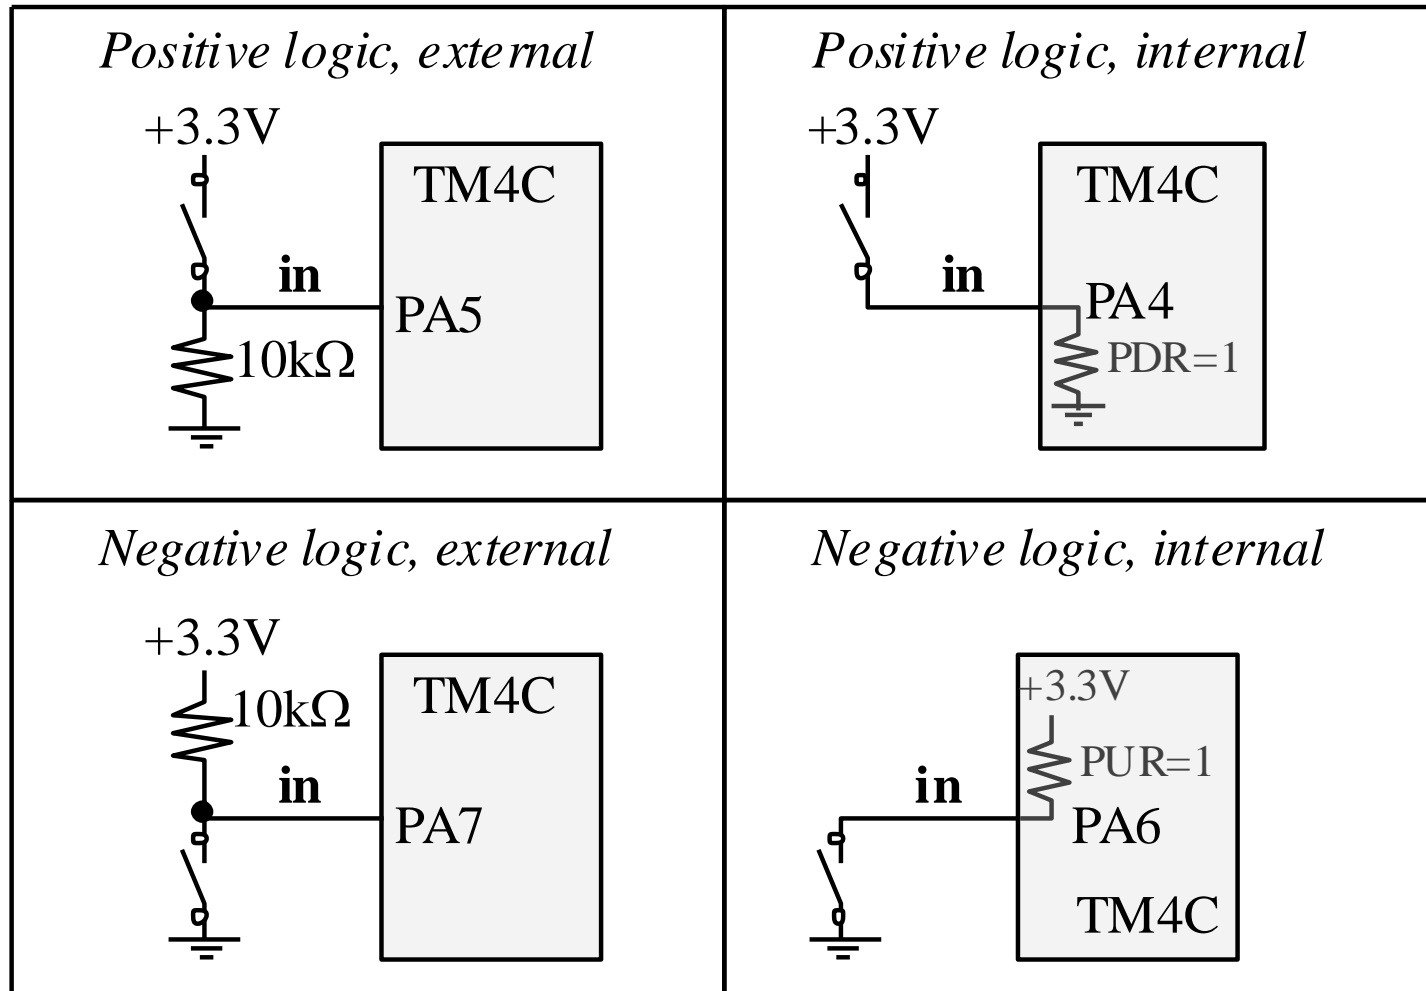 Positive logic, external
+3.3V
TM4C
in
PA5
10kΩ
Positive logic, internal
+3.3V
TM4C
in
PA4
PDR=1
Negative logic, external
+3.3V
10kΩ
TM4C
in
PA7
Negative logic, internal
+3.3V
PUR=1
in
PA6
TM4C